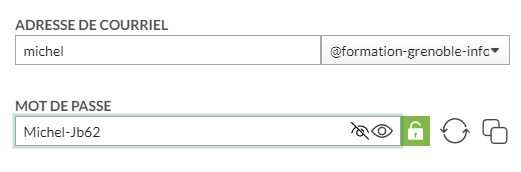 ADRESSE DE COURRIEL
michel @formation-grenoble-info
MOT DE PASSE
Michel-Jb62